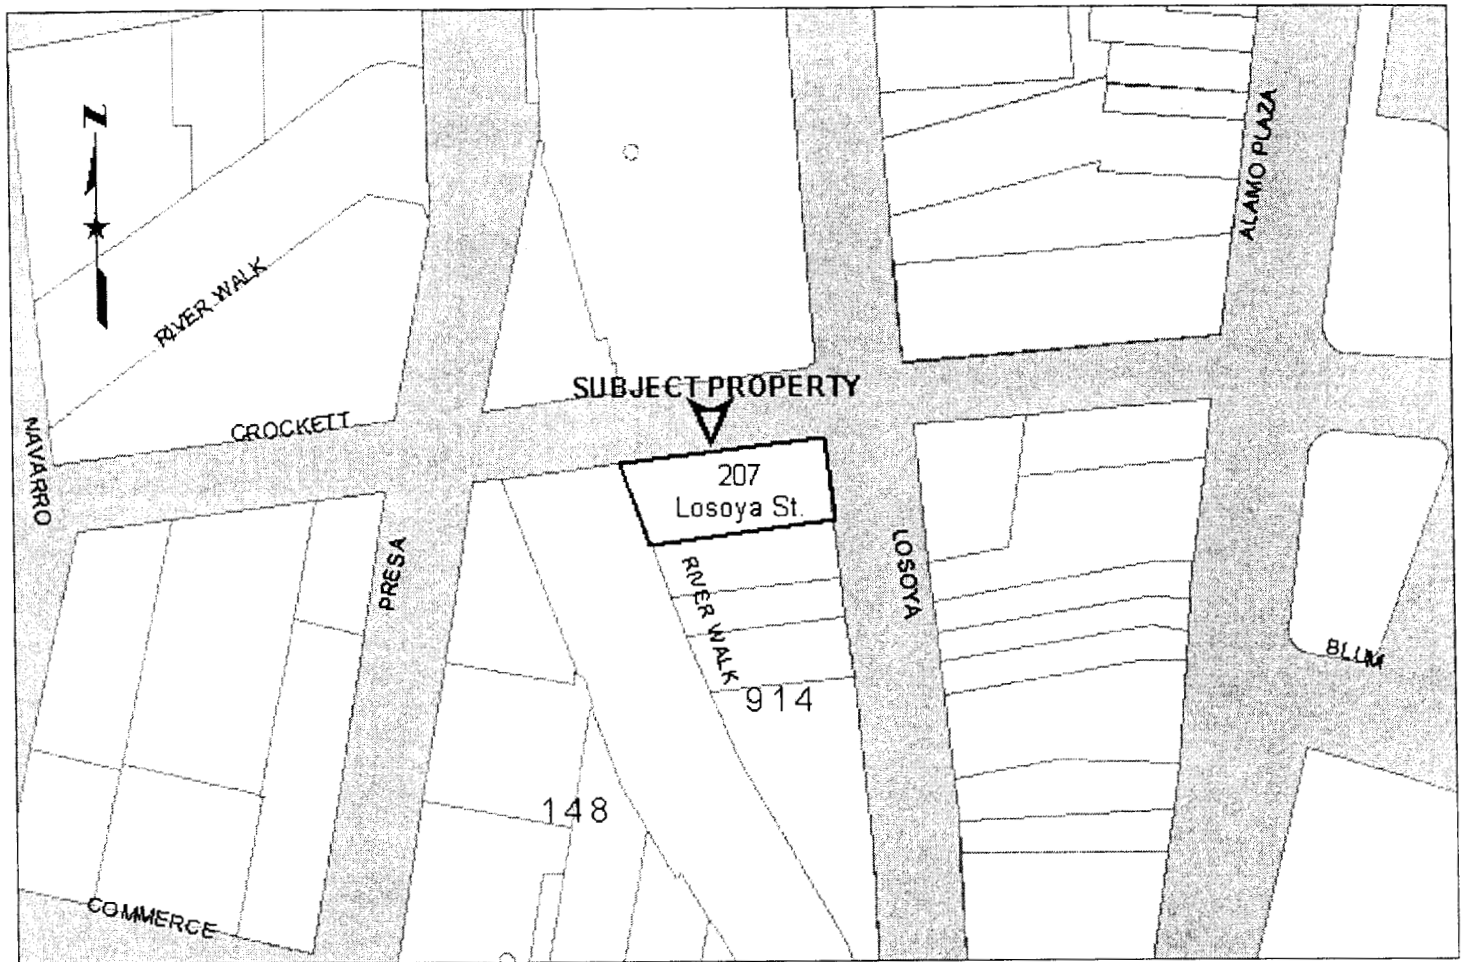 N
ALAMO PLAZA
RIVER WALK
SUBJECT PROPERTY
CROCKETT
NAVARRO
207
Losoya St.
PRESA
RIVER WALK
LOSOYA
BLUM
914
148
COMMERCE